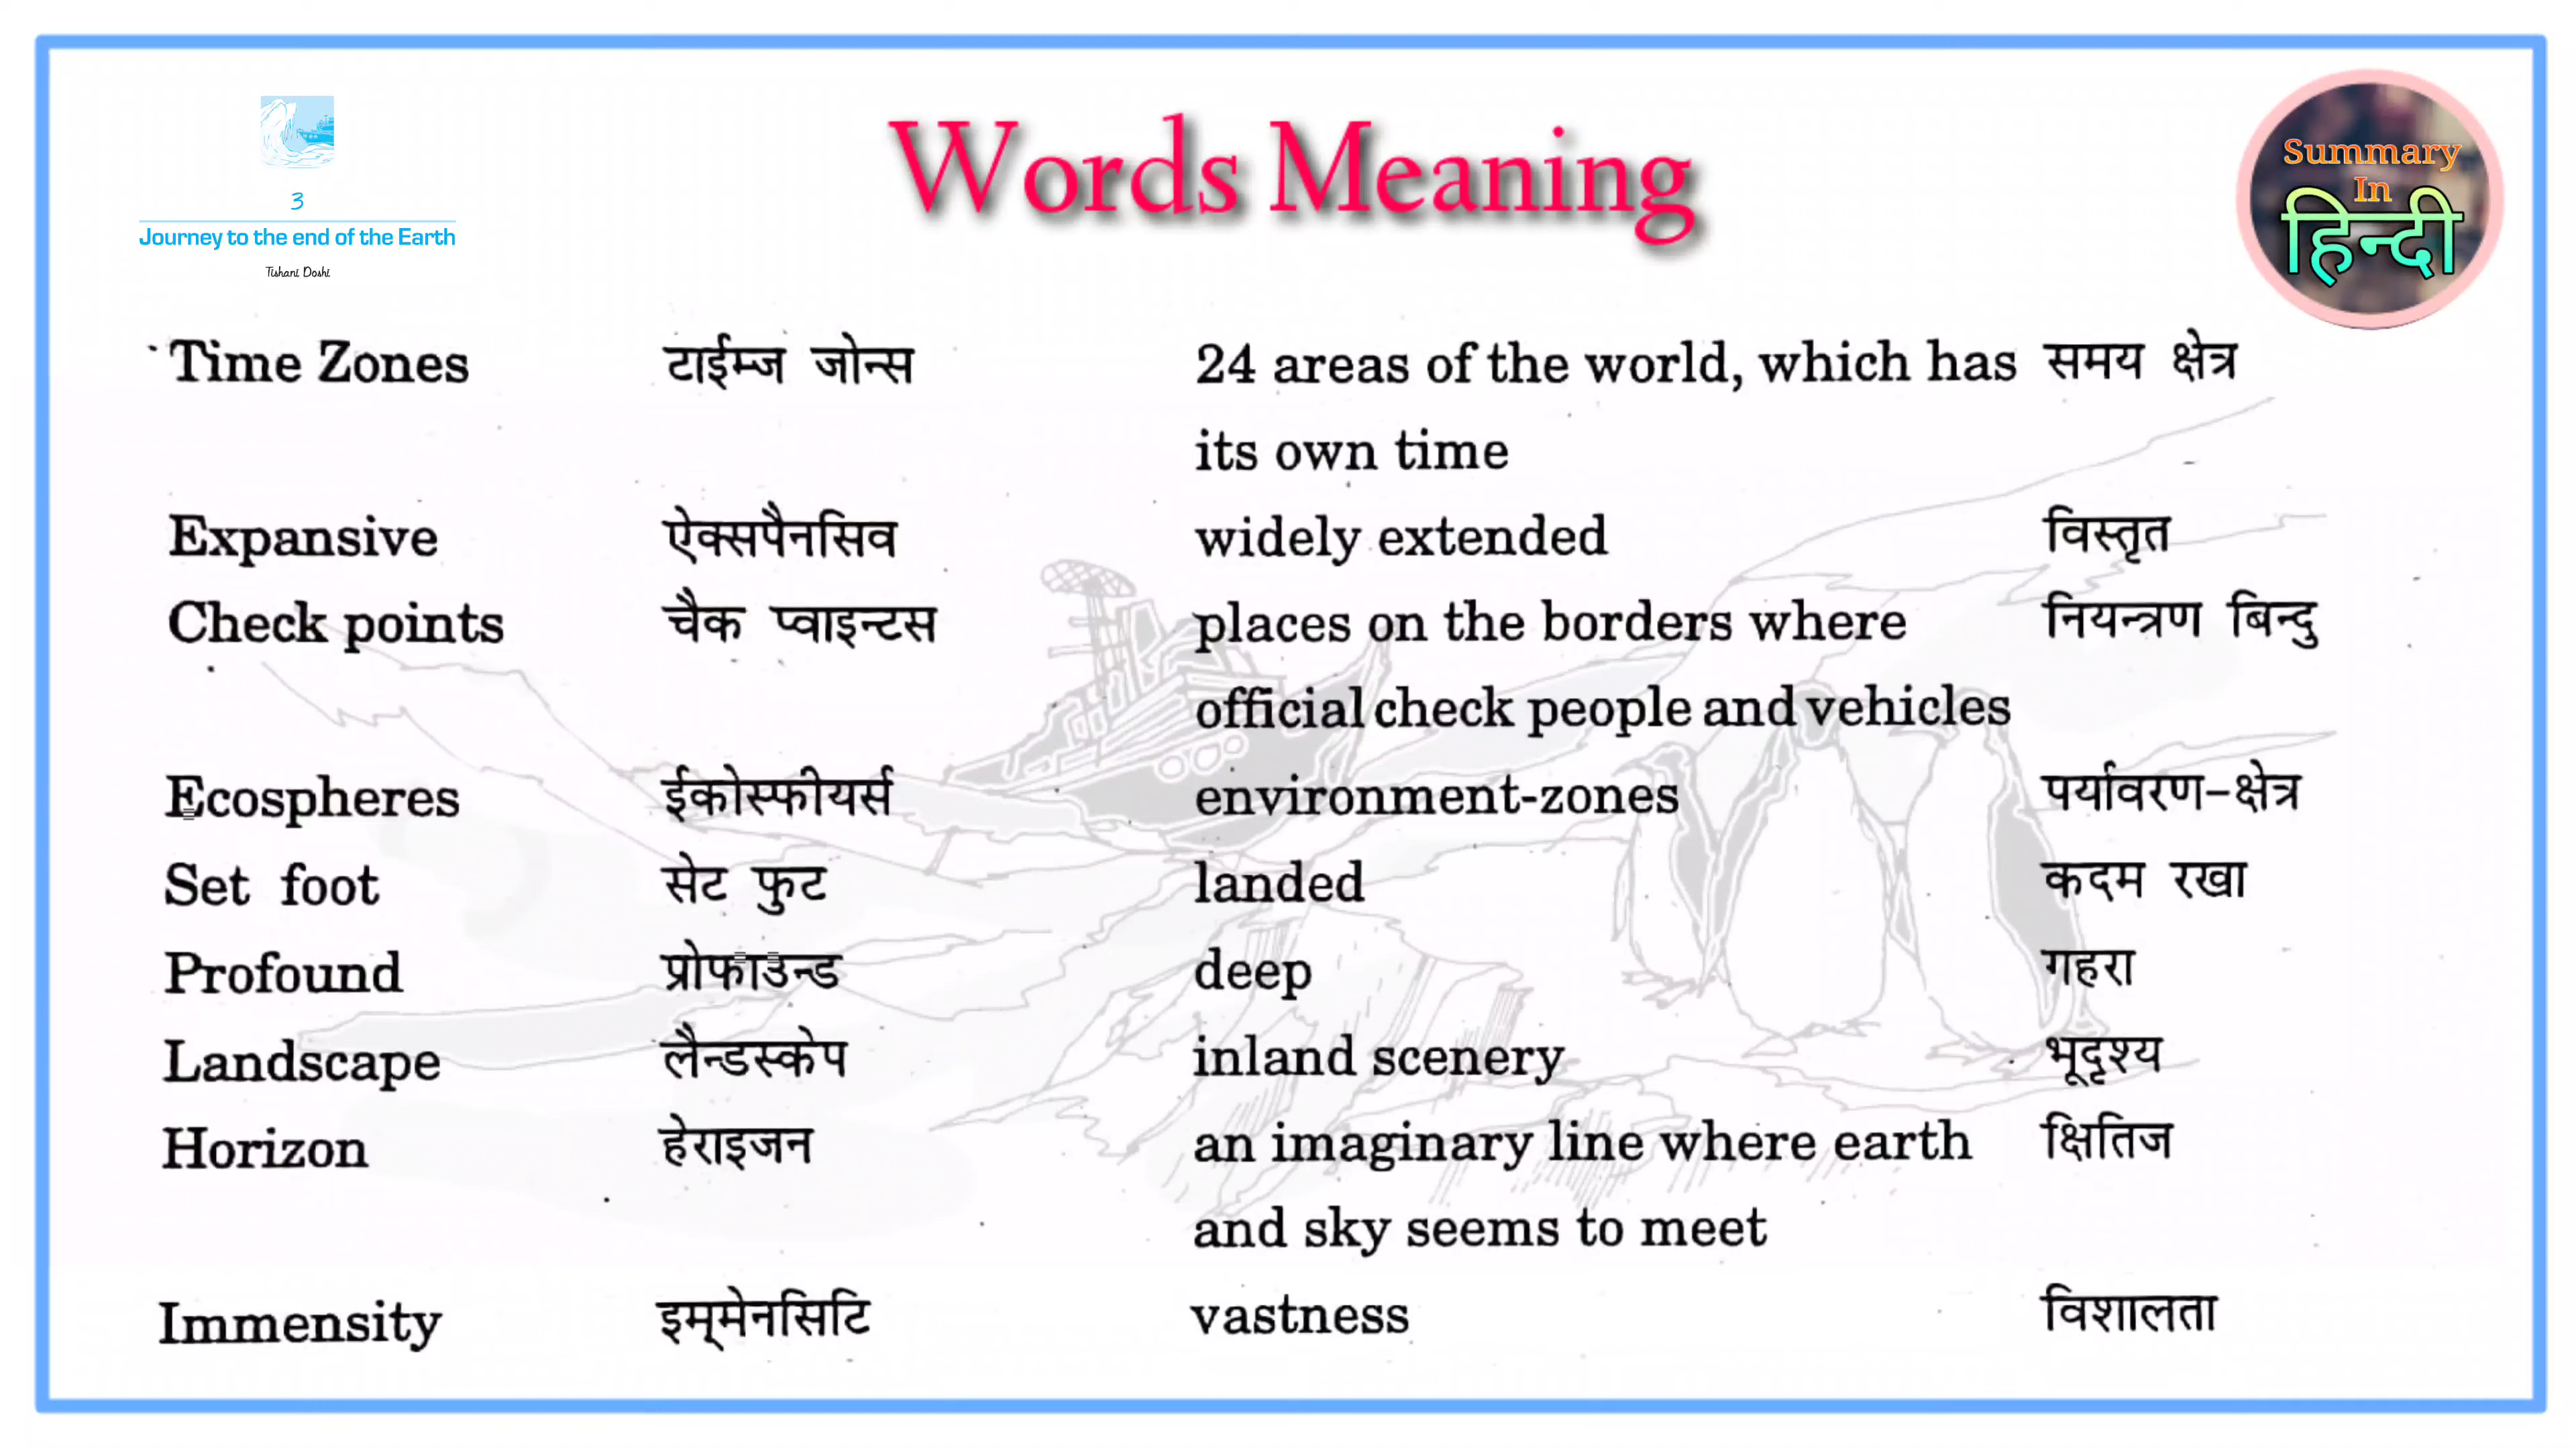 3
Journey to the end of the Earth
Tishani Doshi
Words Meaning
Summary
In
हिन्दी
Time Zones टाईम्ज जोन्स 24 areas of the world, which has समय क्षेत्र
its own time
Expansive ऐक्सपैनसिव widely extended विस्तृत
Check points चैक प्वाइन्टस places on the borders where नियन्त्रण बिन्दु
official check people and vehicles
Ecospheres ईकोस्फीयर्स environment-zones पर्यावरण-क्षेत्र
Set foot सेट फुट landed कदम रखा
Profound प्रोफाउन्ड deep गहरा
Landscape लैन्डस्केप inland scenery भूदृश्य
Horizon हेराइजन an imaginary line where earth क्षितिज
and sky seems to meet
Immensity इम्मेनसिटि vastness विशालता